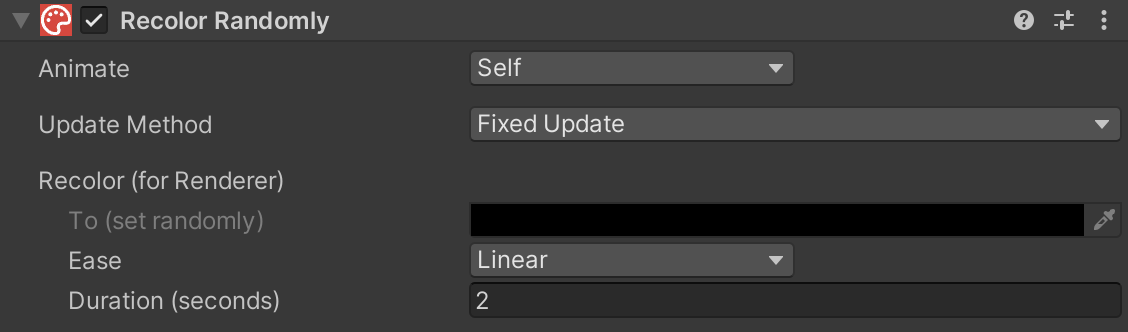 Recolor Randomly
Animate Self
Update Method Fixed Update
Recolor (for Renderer)
To (set randomly)
Ease Linear
Duration (seconds) 2